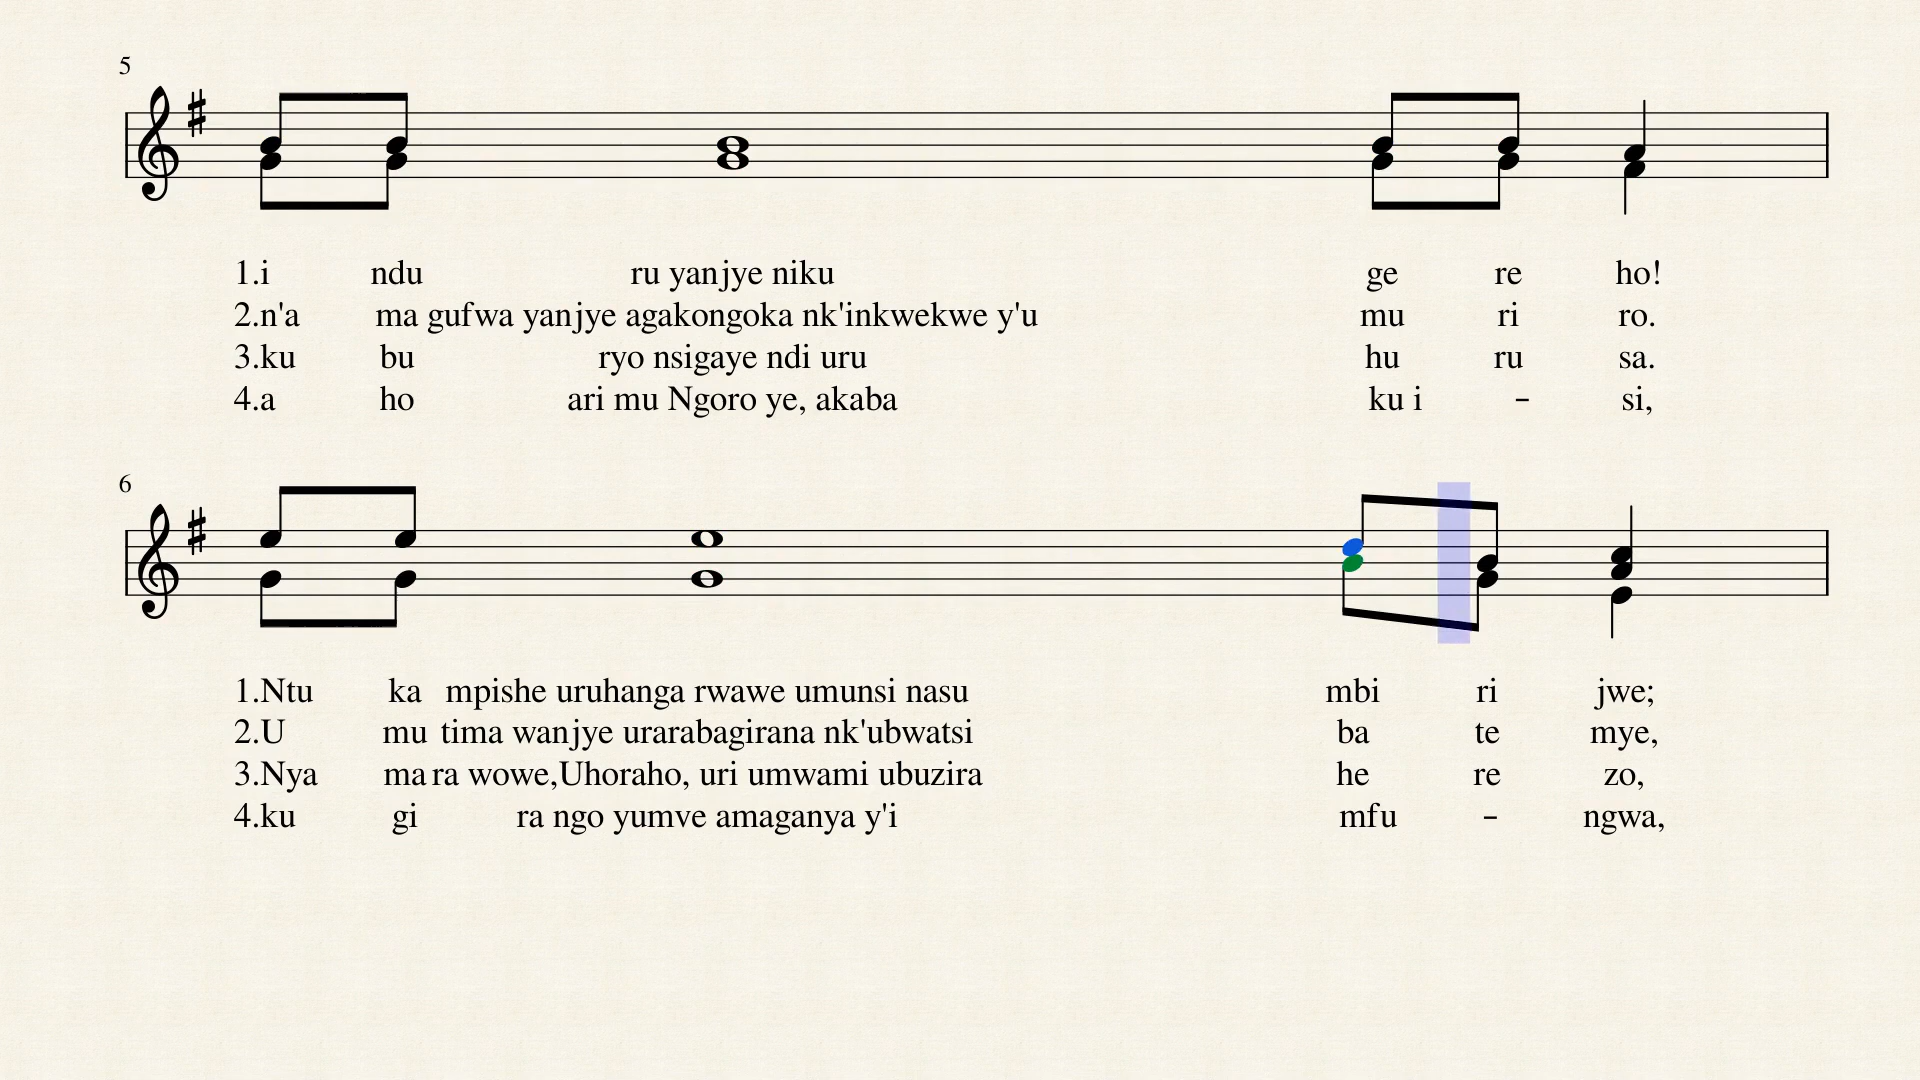 5
1.i ndu ru yanjye niku ge re ho!
2.n'a ma gufwa yanjye agakongoka nk'inkwekwe y'u mu ri ro.
3.ku bu ryo nsigaye ndi uru hu ru sa.
4.a ho ari mu Ngoro ye, akaba ku i - si,
6
1.Ntu ka mpishe uruhanga rwawe umunsi nasu mbi ri jwe;
2.U mu tima wanjye urarabagirana nk'ubwatsi ba te mye,
3.Nya ma ra wowe,Uhoraho, uri umwami ubuzira he re zo,
4.ku gi ra ngo yumve amaganya y'i mfu - ngwa,